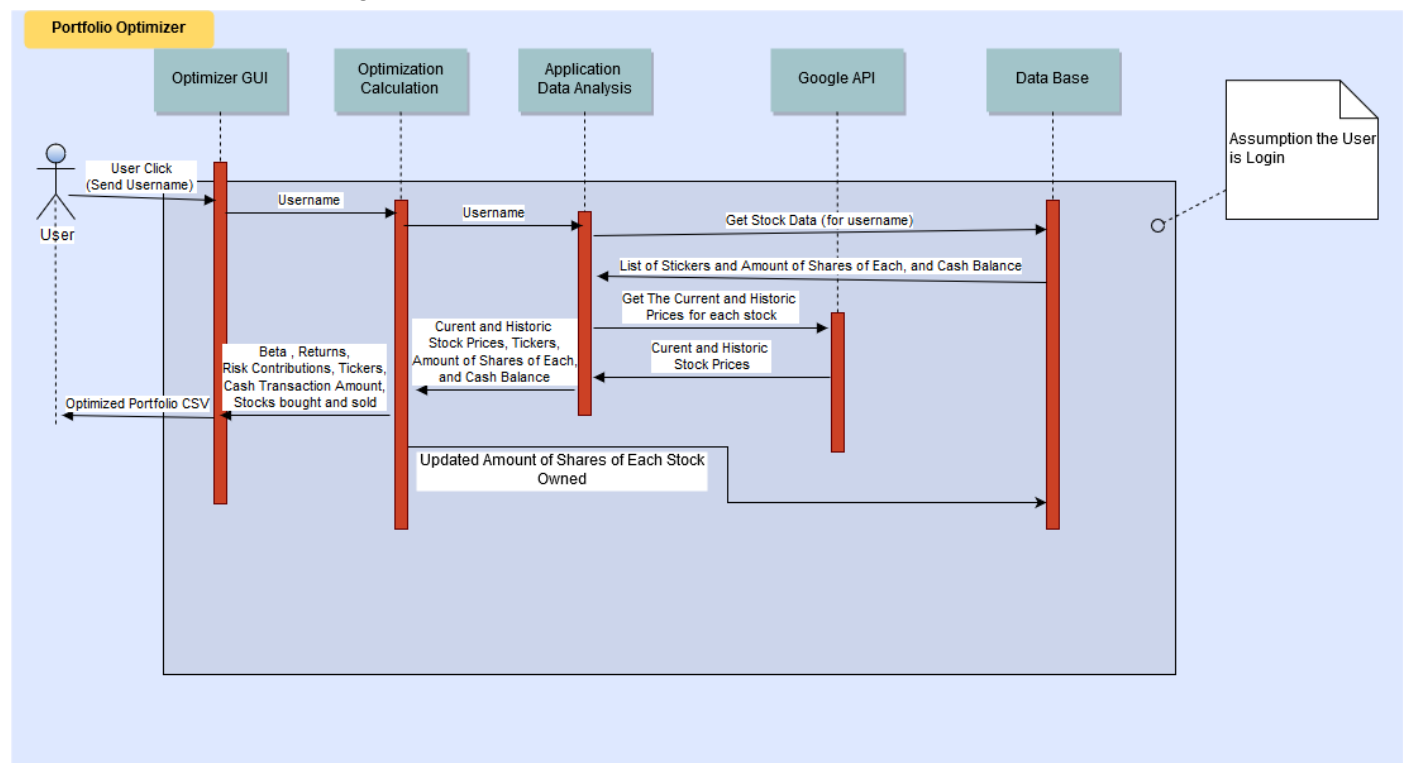 Portfolio Optimizer
Optimizer GUI
Optimization
Calculation
Application
Data Analysis
Google API
Data Base
Assumption the User
is Login
User Click
(Send Username)
User
Username
Username
Get Stock Data (for username)
List of Stickers and Amount of Shares of Each, and Cash Balance
Get The Current and Historic
Prices for each stock
Curent and Historic
Stock Prices
Curent and Historic
Stock Prices, Tickers,
Amount of Shares of Each,
and Cash Balance
Beta , Returns,
Risk Contributions, Tickers,
Cash Transaction Amount,
Stocks bought and sold
Optimized Portfolio CSV
Updated Amount of Shares of Each Stock
Owned